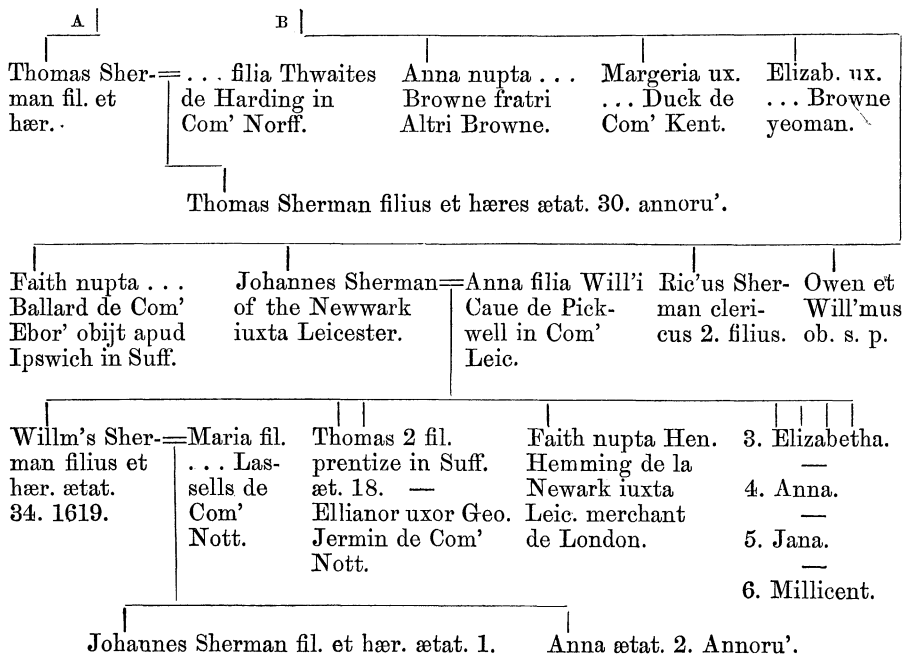 A
B
Thomas Sher-
man fil. et
hær.
. . . filia Thwaites
de Harding in
Com' Norff.
Anna nupta . . .
Browne fratri
Altri Browne.
Margeria ux.
. . . Duck de
Com' Kent.
Elizab. ux.
. . . Browne
yeoman.
Thomas Sherman filius et hæres ætat. 30. annoru'.
Faith nupta . . .
Ballard de Com'
Ebor' obijt apud
Ipswich in Suff.
Johannes Sherman
of the Newwark
iuxta Leicester.
Anna filia Will'i
Caue de Pick-
well in Com'
Leic.
Ric'us Sher-
man cleri-
cus 2. filius.
Owen et
Will'mus
ob. s. p.
Willm's Sher-
man filius et
hær. ætat.
34. 1619.
Maria fil.
. . . Las-
sells de
Com'
Nott.
Thomas 2 fil.
prentize in Suff.
æt. 18. —
Ellianor uxor Geo.
Jermin de Com'
Nott.
Faith nupta Hen.
Hemming de la
Newark iuxta
Leic. merchant
de London.
3. Elizabetha.
—
4. Anna.
—
5. Jana.
—
6. Millicent.
Johannes Sherman fil. et hær. ætat. 1.
Anna ætat. 2. Annoru'.